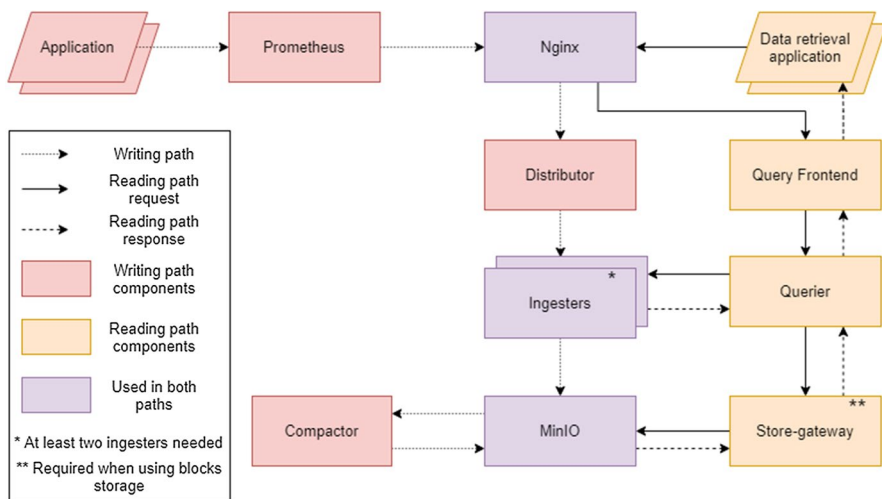 Application
Prometheus
Nginx
Data retrieval
application
Writing path
Reading path
request
Reading path
response
Writing path
components
Reading path
components
Used in both
paths
* At least two ingesters needed
** Required when using blocks
storage
Distributor
Query Frontend
Ingesters
*
Querier
Compactor
MinIO
Store-gateway
**